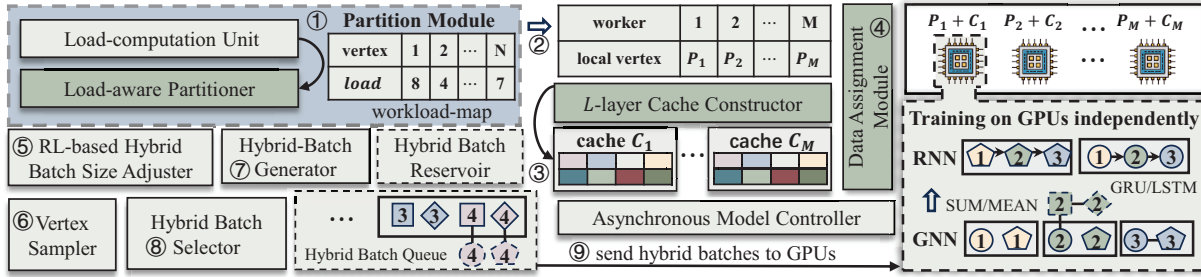 ① Partition Module
Load-computation Unit
Load-aware Partitioner
vertex 1 2 ... N
load 8 4 ... 7
workload-map
②
worker 1 2 ... M
local vertex P₁ P₂ ... P_M
L-layer Cache Constructor
③
cache C₁ ... cache C_M
Asynchronous Model Controller
Data Assignment
Module ④
P₁ + C₁ P₂ + C₂ ... P_M + C_M
...
⑤ RL-based Hybrid
Batch Size Adjuster
Hybrid-Batch
⑦ Generator
Hybrid Batch
Reservoir
⑥ Vertex
Sampler
Hybrid Batch
⑧ Selector
... 3 3 4 4
4 4
Hybrid Batch Queue
⑨ send hybrid batches to GPUs
Training on GPUs independently
RNN 1 2 3 1 2 3
GRU/LSTM
SUM/MEAN 2 2
GNN 1 1 2 2 3 3